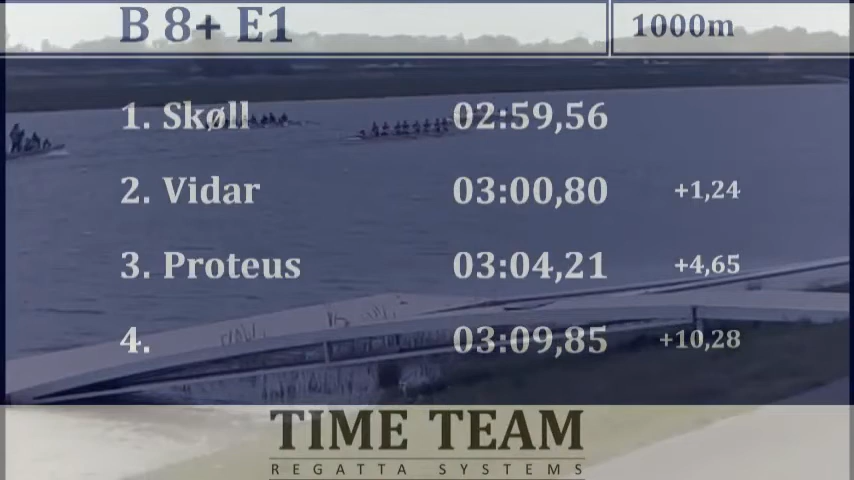 B 8+ E1 1000m
1. Skøll 02:59,56
2. Vidar 03:00,80 +1,24
3. Proteus 03:04,21 +4,65
4. 03:09,85 +10,28
TIME TEAM
REGATTA SYSTEMS